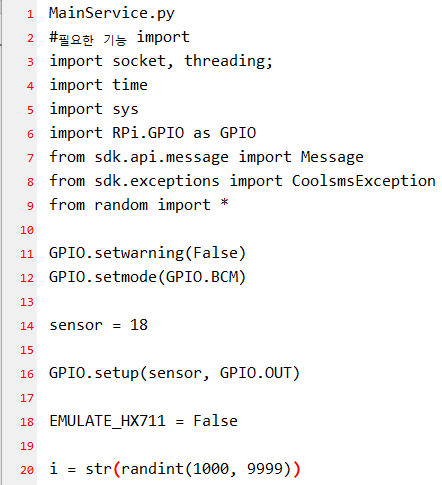 1 MainService.py
2 #필요한 기능 import
3 import socket, threading;
4 import time
5 import sys
6 import RPi.GPIO as GPIO
7 from sdk.api.message import Message
8 from sdk.exceptions import CoolsmsException
9 from random import *
10
11 GPIO.setwarning(False)
12 GPIO.setmode(GPIO.BCM)
13
14 sensor = 18
15
16 GPIO.setup(sensor, GPIO.OUT)
17
18 EMULATE_HX711 = False
19
20 i = str(randint(1000, 9999))